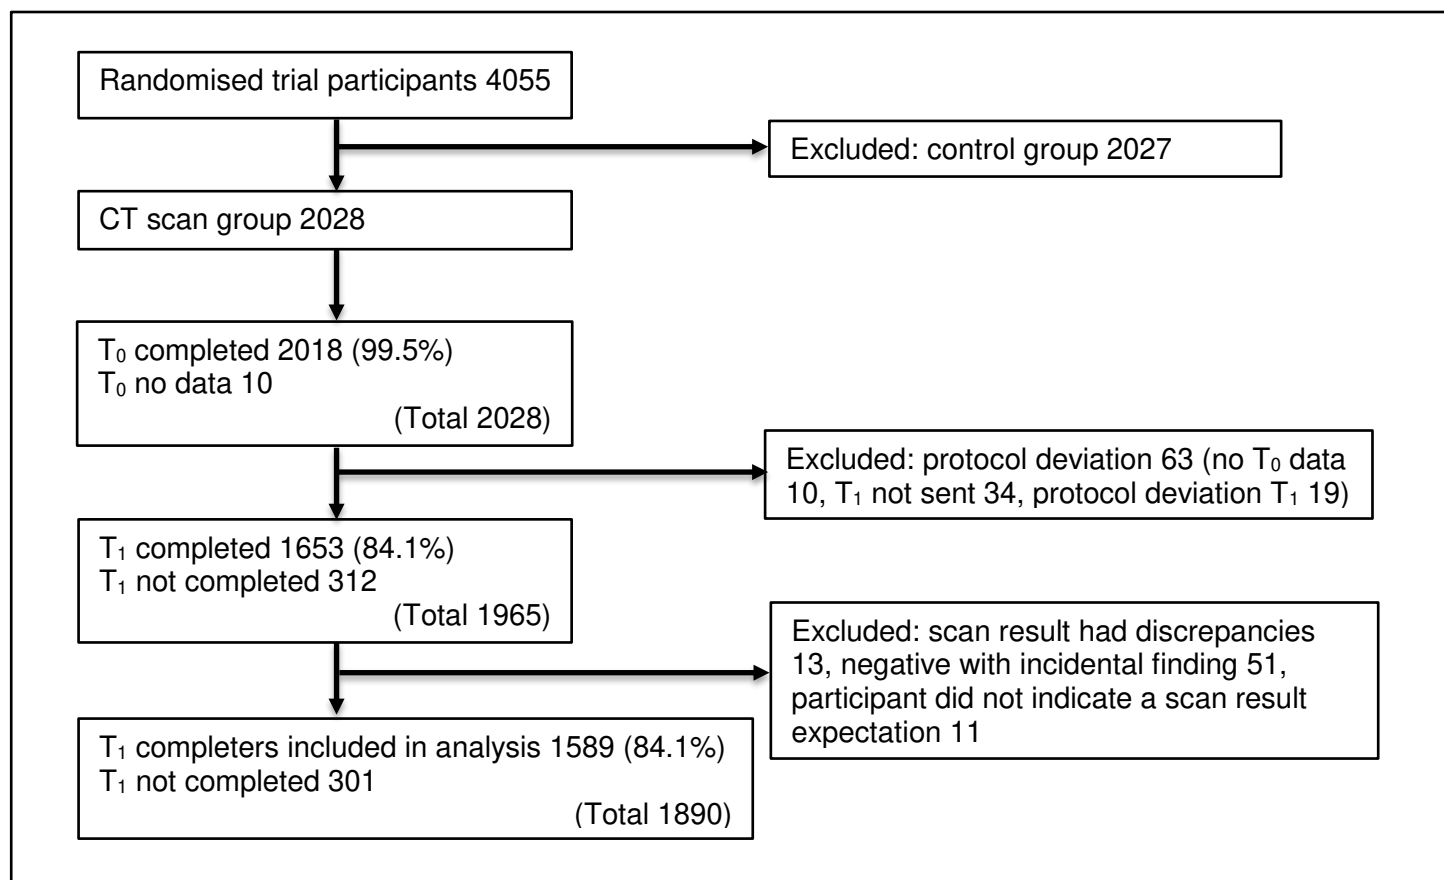 Randomised trial participants 4055
Excluded: control group 2027
CT scan group 2028
T₀ completed 2018 (99.5%)
T₀ no data 10
(Total 2028)
Excluded: protocol deviation 63 (no T₀ data
10, T₁ not sent 34, protocol deviation T₁ 19)
T₁ completed 1653 (84.1%)
T₁ not completed 312
(Total 1965)
Excluded: scan result had discrepancies
13, negative with incidental finding 51,
participant did not indicate a scan result
expectation 11
T₁ completers included in analysis 1589 (84.1%)
T₁ not completed 301
(Total 1890)